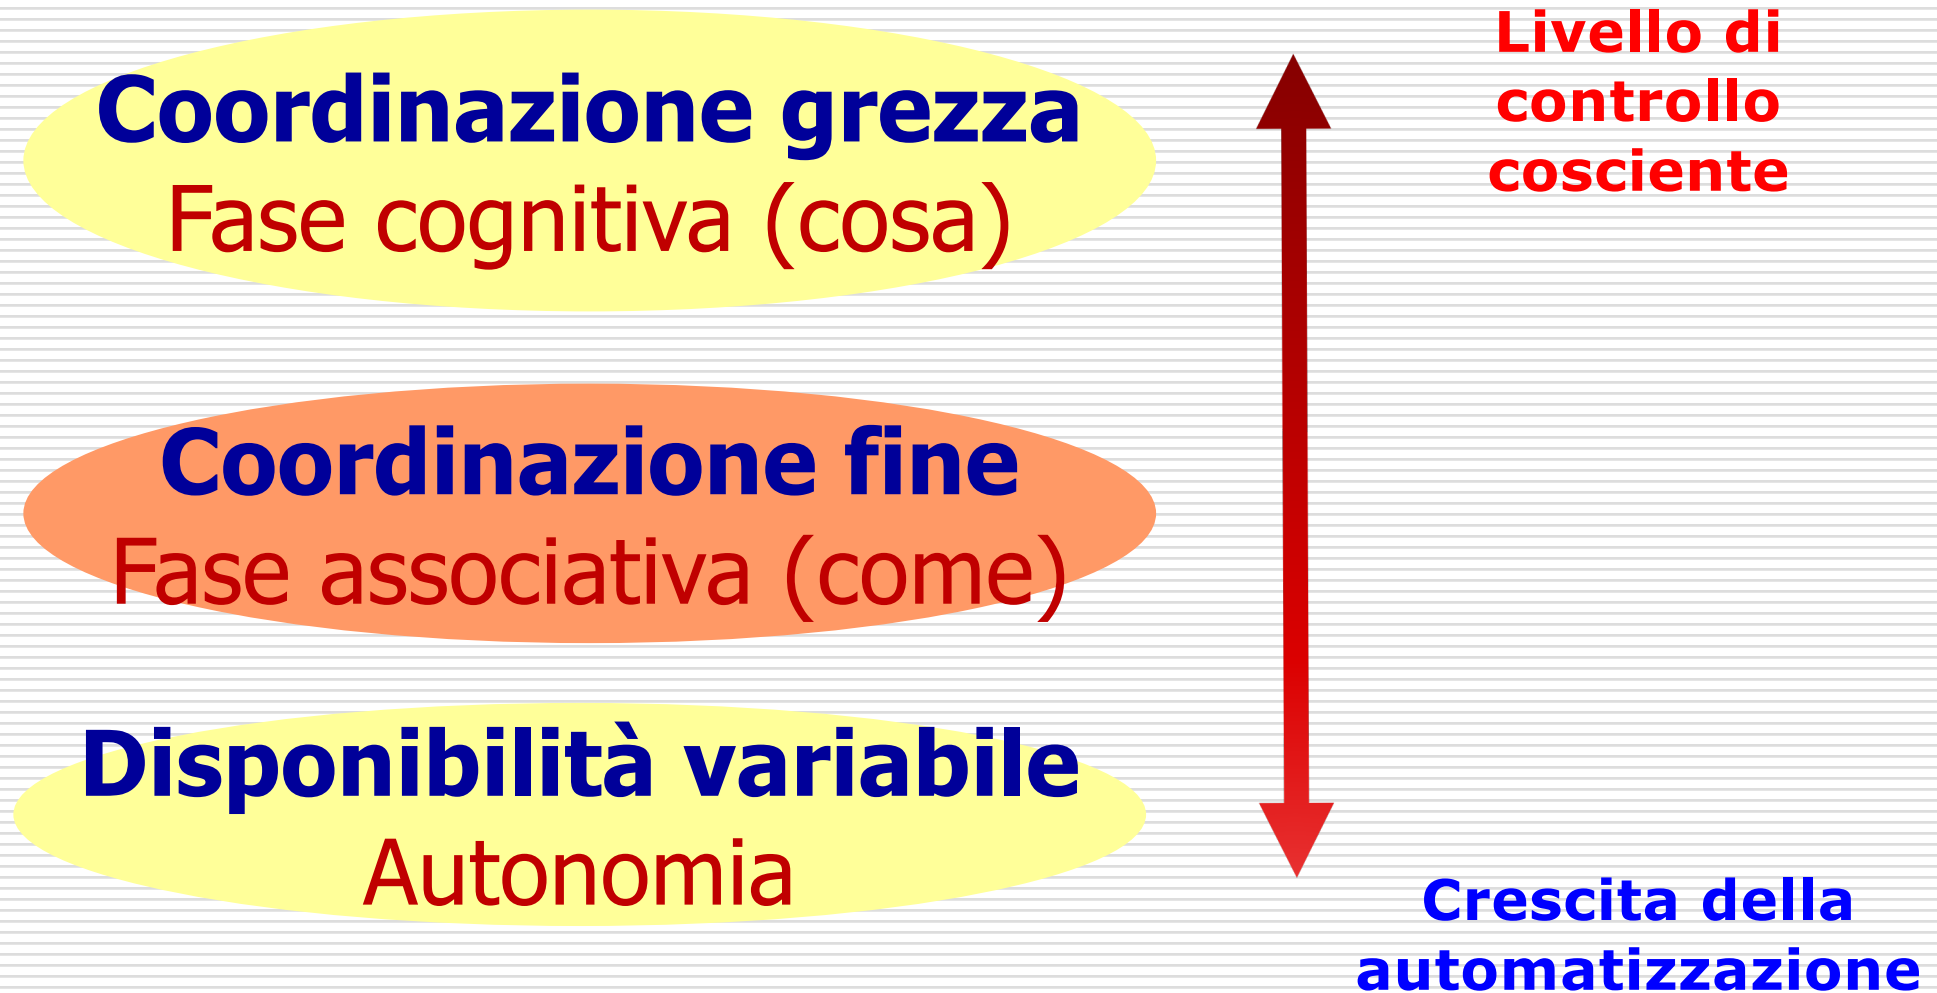 Coordinazione grezza
Fase cognitiva (cosa)
Coordinazione fine
Fase associativa (come)
Disponibilità variabile
Autonomia
Livello di
controllo
cosciente
Crescita della
automatizzazione